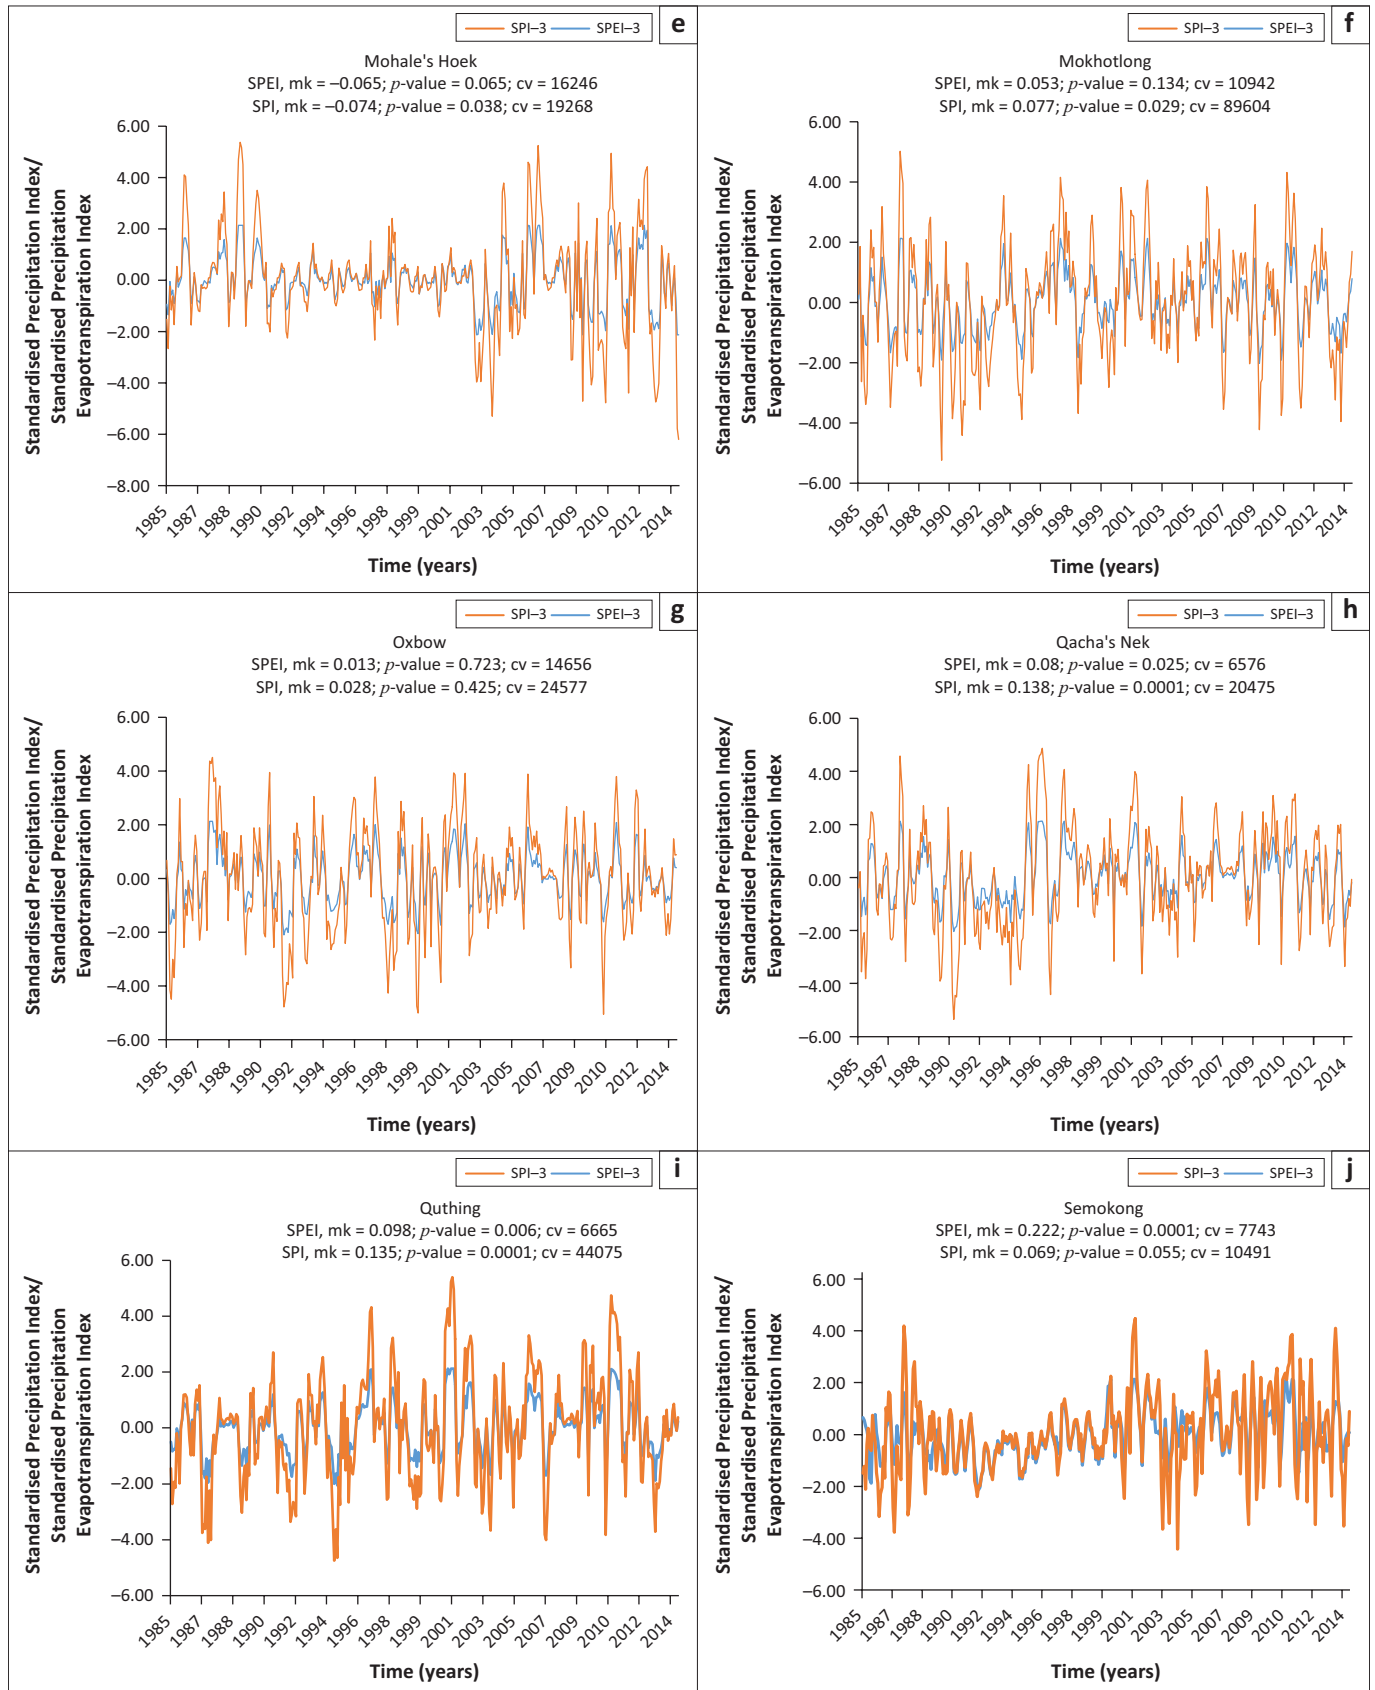 SPI–3 SPEI–3 e
Mohale's Hoek
SPEI, mk = –0.065; p-value = 0.065; cv = 16246
SPI, mk = –0.074; p-value = 0.038; cv = 19268
Standardised Precipitation Index/
Standardised Precipitation
Evapotranspiration Index
6.00
4.00
2.00
0.00
–2.00
–4.00
–6.00
–8.00
1985 1987 1988 1990 1992 1994 1996 1998 1999 2001 2003 2005 2007 2009 2010 2012 2014
Time (years)
SPI–3 SPEI–3 f
Mokhotlong
SPEI, mk = 0.053; p-value = 0.134; cv = 10942
SPI, mk = 0.077; p-value = 0.029; cv = 89604
Standardised Precipitation Index/
Standardised Precipitation
Evapotranspiration Index
6.00
4.00
2.00
0.00
–2.00
–4.00
–6.00
1985 1987 1988 1990 1992 1994 1996 1998 1999 2001 2003 2005 2007 2009 2010 2012 2014
Time (years)
SPI–3 SPEI–3 g
Oxbow
SPEI, mk = 0.013; p-value = 0.723; cv = 14656
SPI, mk = 0.028; p-value = 0.425; cv = 24577
Standardised Precipitation Index/
Standardised Precipitation
Evapotranspiration Index
6.00
4.00
2.00
0.00
–2.00
–4.00
–6.00
1985 1987 1988 1990 1992 1994 1996 1998 1999 2001 2003 2005 2007 2009 2010 2012 2014
Time (years)
SPI–3 SPEI–3 h
Qacha's Nek
SPEI, mk = 0.08; p-value = 0.025; cv = 6576
SPI, mk = 0.138; p-value = 0.0001; cv = 20475
Standardised Precipitation Index/
Standardised Precipitation
Evapotranspiration Index
6.00
4.00
2.00
0.00
–2.00
–4.00
–6.00
1985 1987 1988 1990 1992 1994 1996 1998 1999 2001 2003 2005 2007 2009 2010 2012 2014
Time (years)
SPI–3 SPEI–3 i
Quthing
SPEI, mk = 0.098; p-value = 0.006; cv = 6665
SPI, mk = 0.135; p-value = 0.0001; cv = 44075
Standardised Precipitation Index/
Standardised Precipitation
Evapotranspiration Index
6.00
4.00
2.00
0.00
–2.00
–4.00
–6.00
1985 1987 1988 1990 1992 1994 1996 1998 1999 2001 2003 2005 2007 2009 2010 2012 2014
Time (years)
SPI–3 SPEI–3 j
Semokong
SPEI, mk = 0.222; p-value = 0.0001; cv = 7743
SPI, mk = 0.069; p-value = 0.055; cv = 10491
Standardised Precipitation Index/
Standardised Precipitation
Evapotranspiration Index
6.00
4.00
2.00
0.00
–2.00
–4.00
–6.00
1985 1987 1988 1990 1992 1994 1996 1998 1999 2001 2003 2005 2007 2009 2010 2012 2014
Time (years)